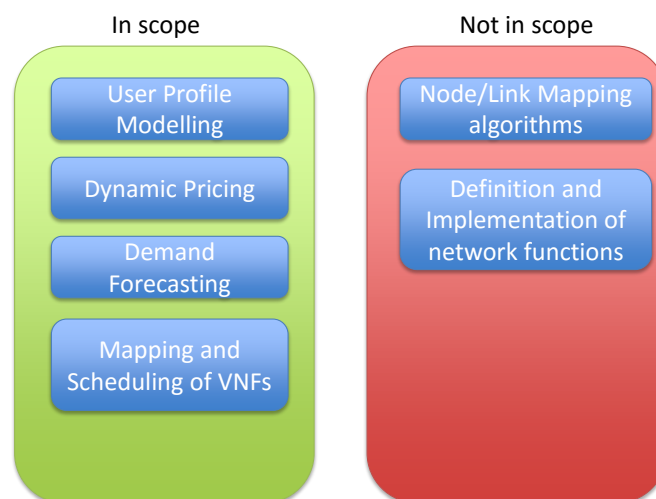 In scope
User Profile
Modelling
Dynamic Pricing
Demand
Forecasting
Mapping and
Scheduling of VNFs
Not in scope
Node/Link Mapping
algorithms
Definition and
Implementation of
network functions